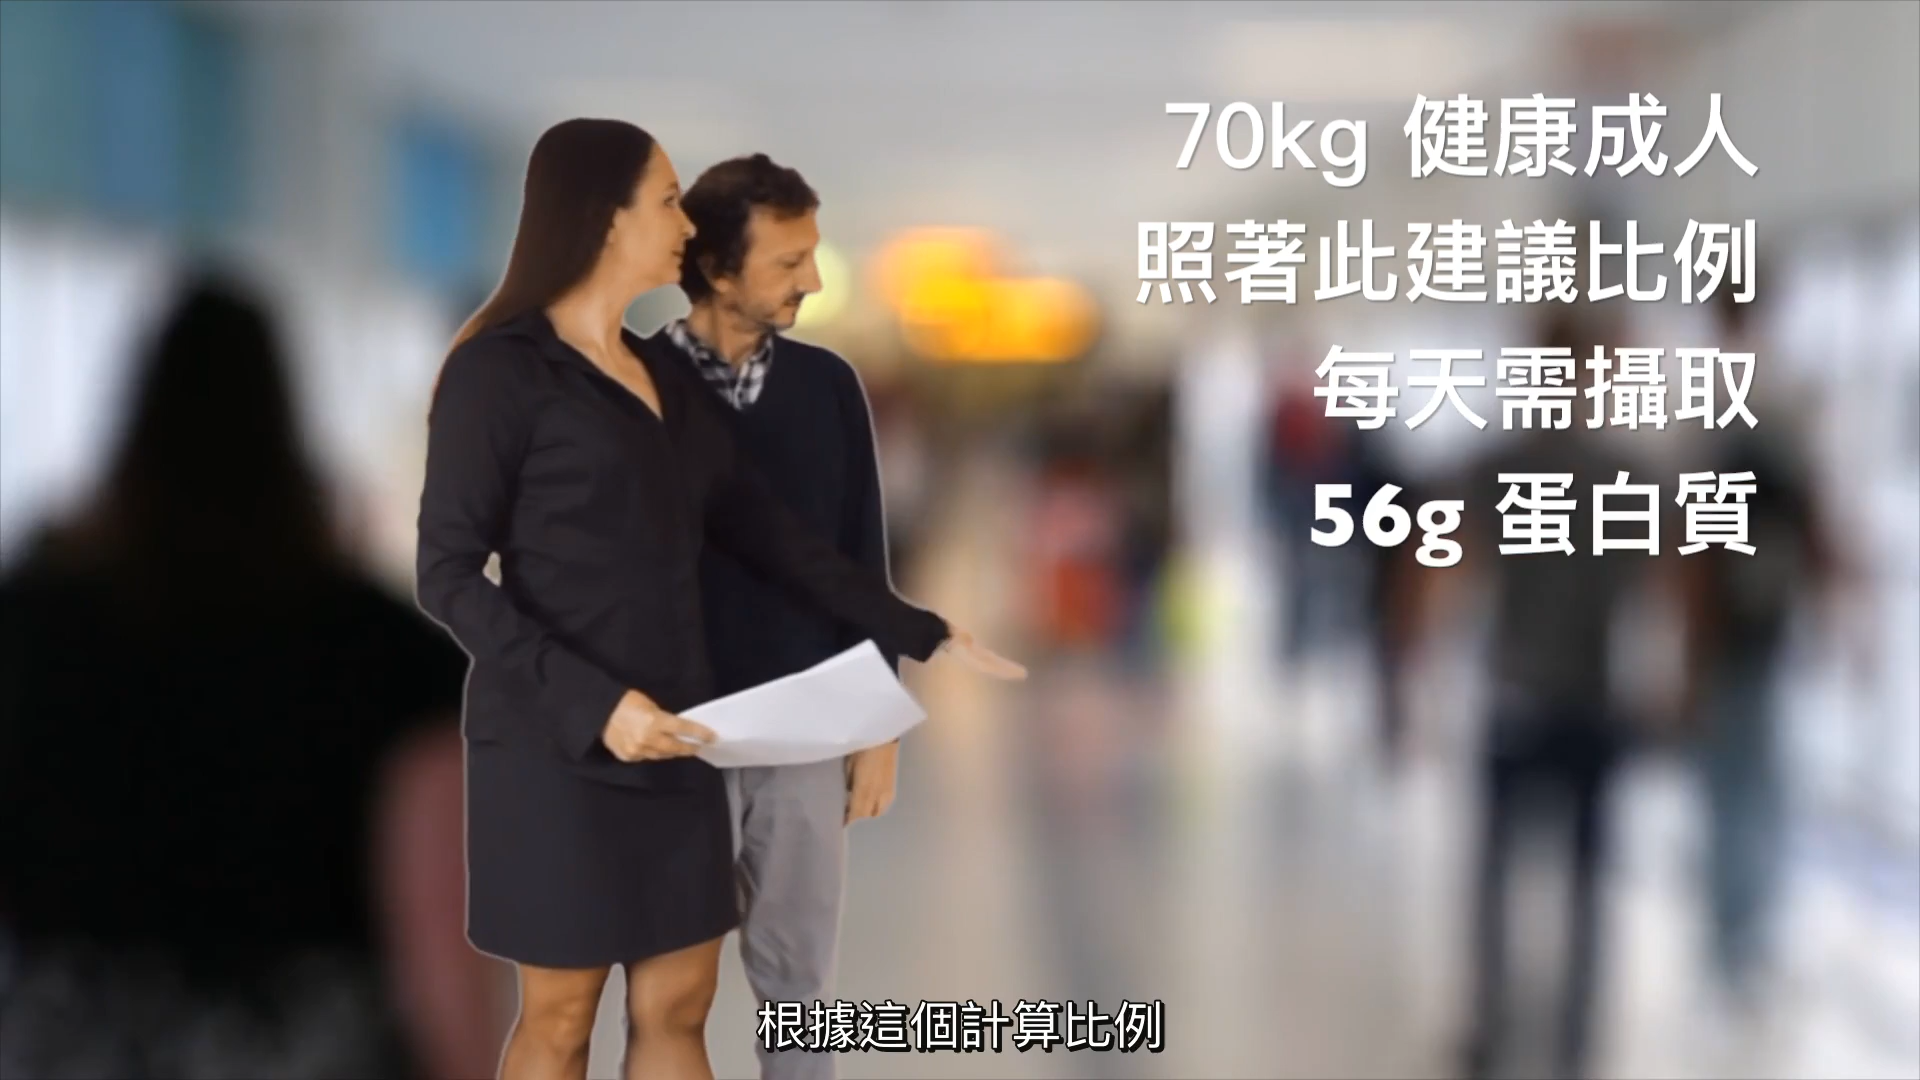 70kg 健康成人
照著此建議比例
每天需攝取
56g 蛋白質
根據這個計算比例